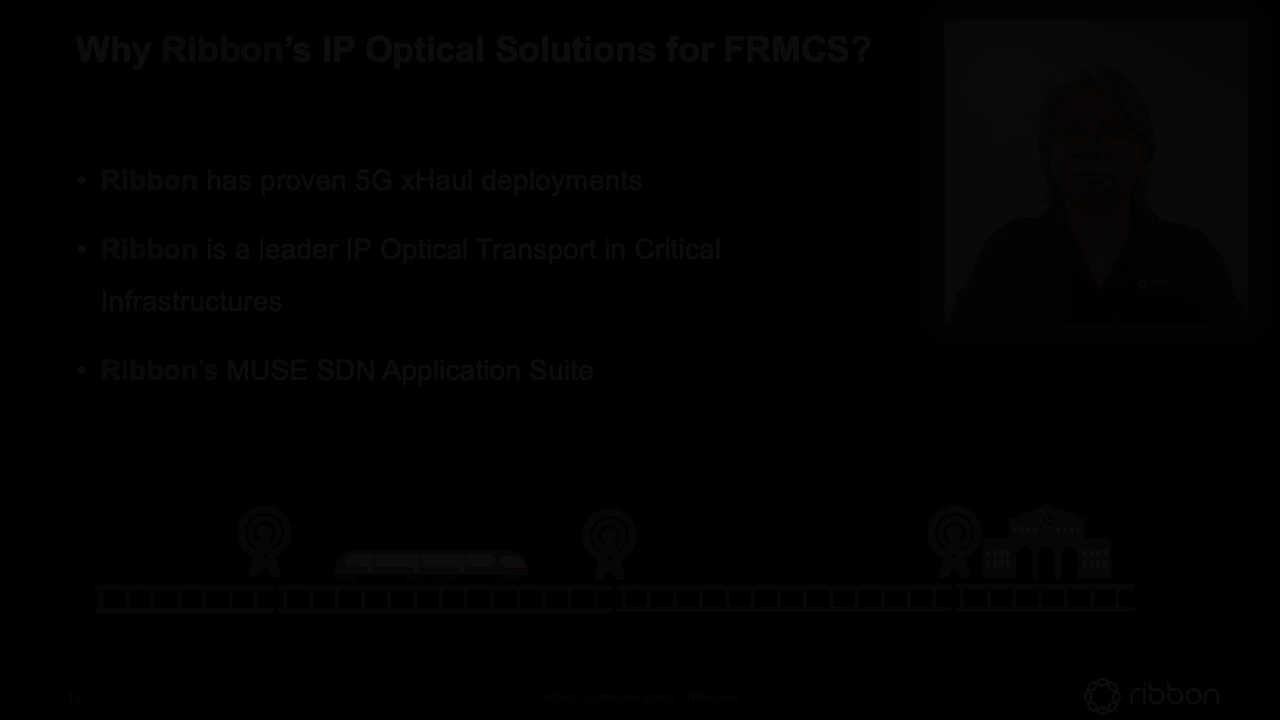 Why Ribbon's IP Optical Solutions for FRMCS?
• Ribbon has proven 5G xHaul deployments
• Ribbon is a leader IP Optical Transport in Critical
Infrastructures
• Ribbon's MUSE SDN Application Suite
14
ribbon